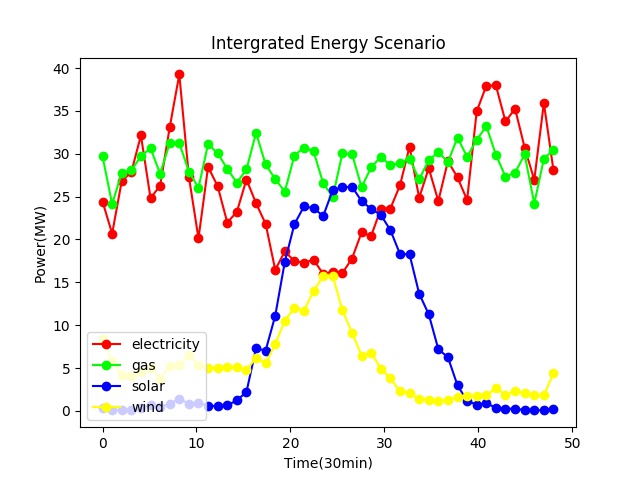 Intergrated Energy Scenario
Power(MW)
40
35
30
25
20
15
10
5
0
electricity
gas
solar
wind
0 10 20 30 40 50
Time(30min)